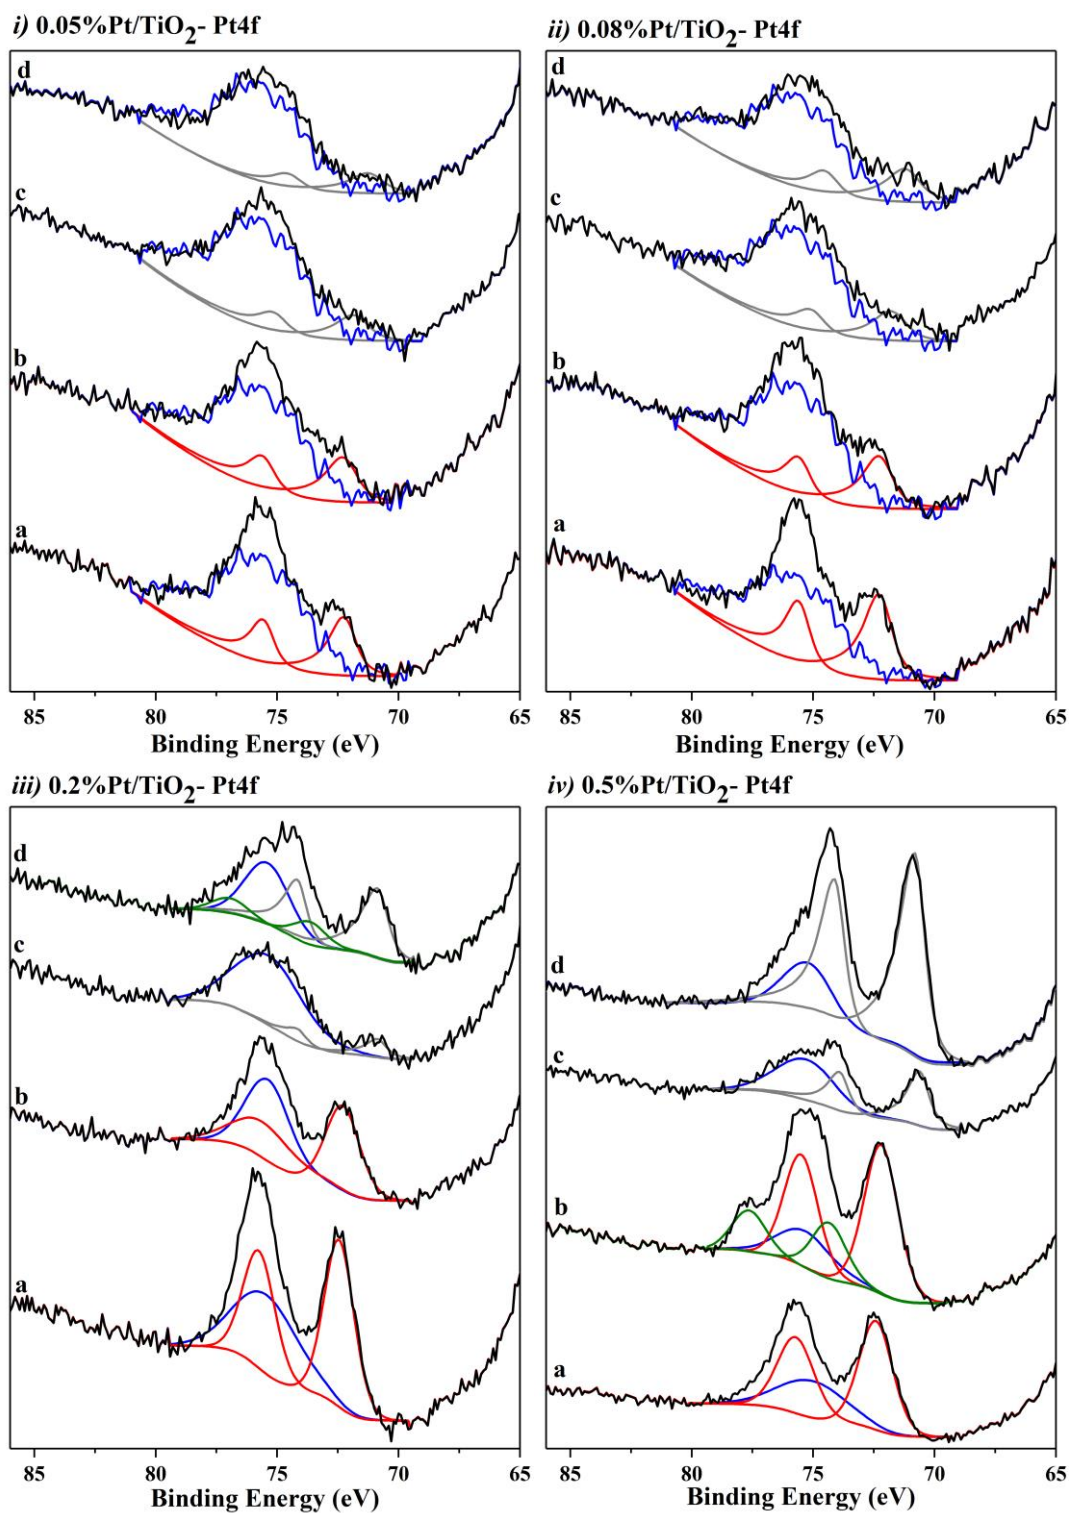 i) 0.05%Pt/TiO2- Pt4f
d
c
b
a
85 80 75 70 65
Binding Energy (eV)
ii) 0.08%Pt/TiO2- Pt4f
d
c
b
a
85 80 75 70 65
Binding Energy (eV)
iii) 0.2%Pt/TiO2- Pt4f
d
c
b
a
85 80 75 70 65
Binding Energy (eV)
iv) 0.5%Pt/TiO2- Pt4f
d
c
b
a
85 80 75 70 65
Binding Energy (eV)